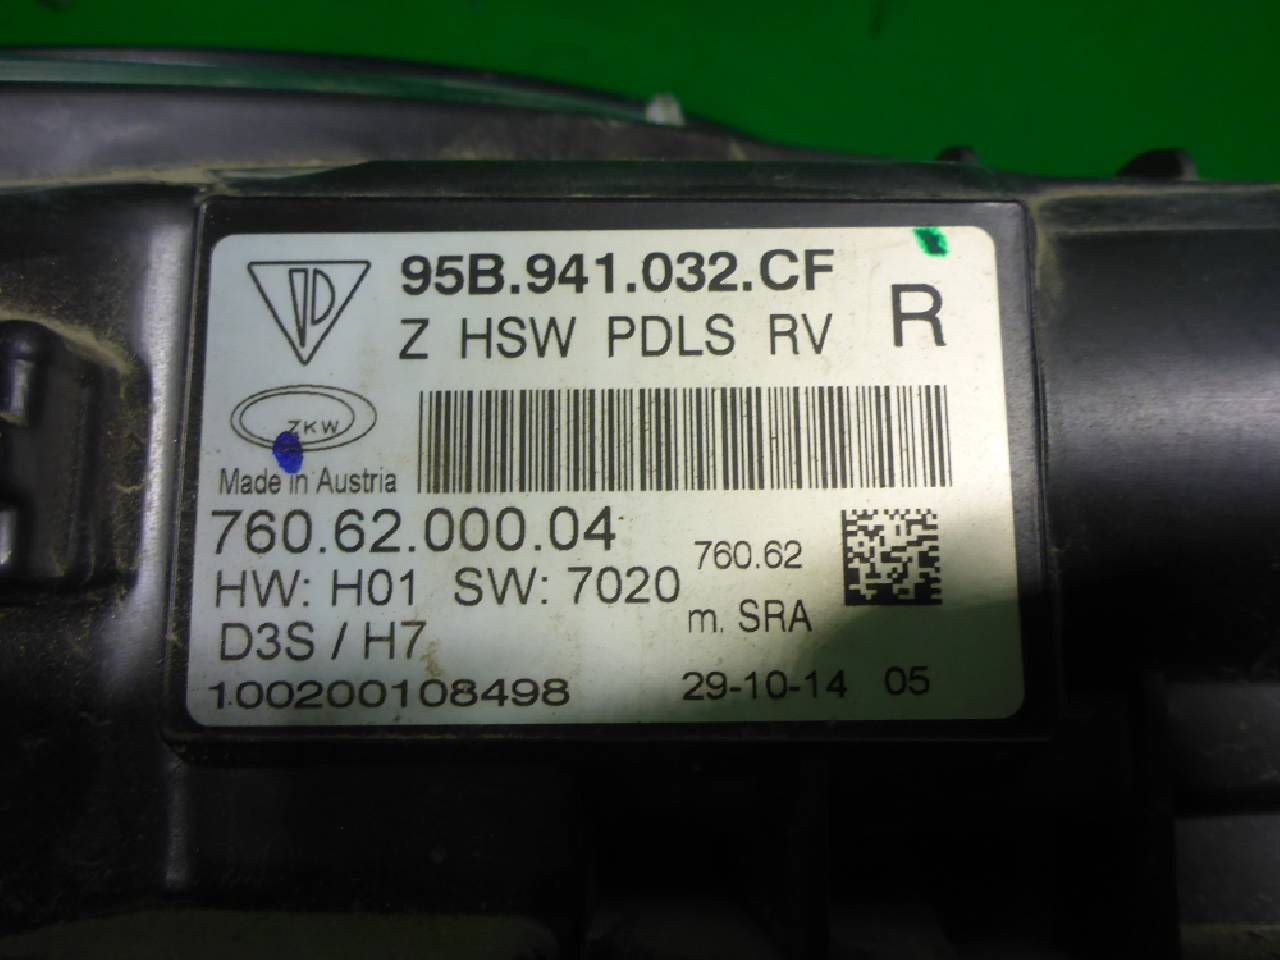 95B.941.032.CF
Z HSW PDLS RV R
ZKW
Made in Austria
760.62.000.04
760.62
HW: H01 SW: 7020
m. SRA
D3S / H7
100200108498 29-10-14 05